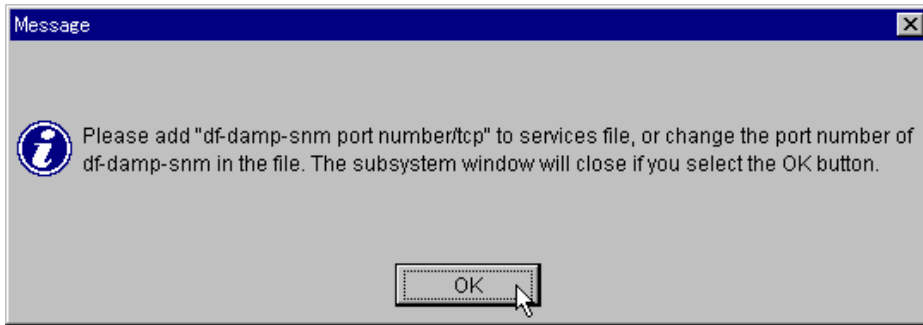 Message
Please add "df-damp-snm port number/tcp" to services file, or change the port number of
df-damp-snm in the file. The subsystem window will close if you select the OK button.
OK